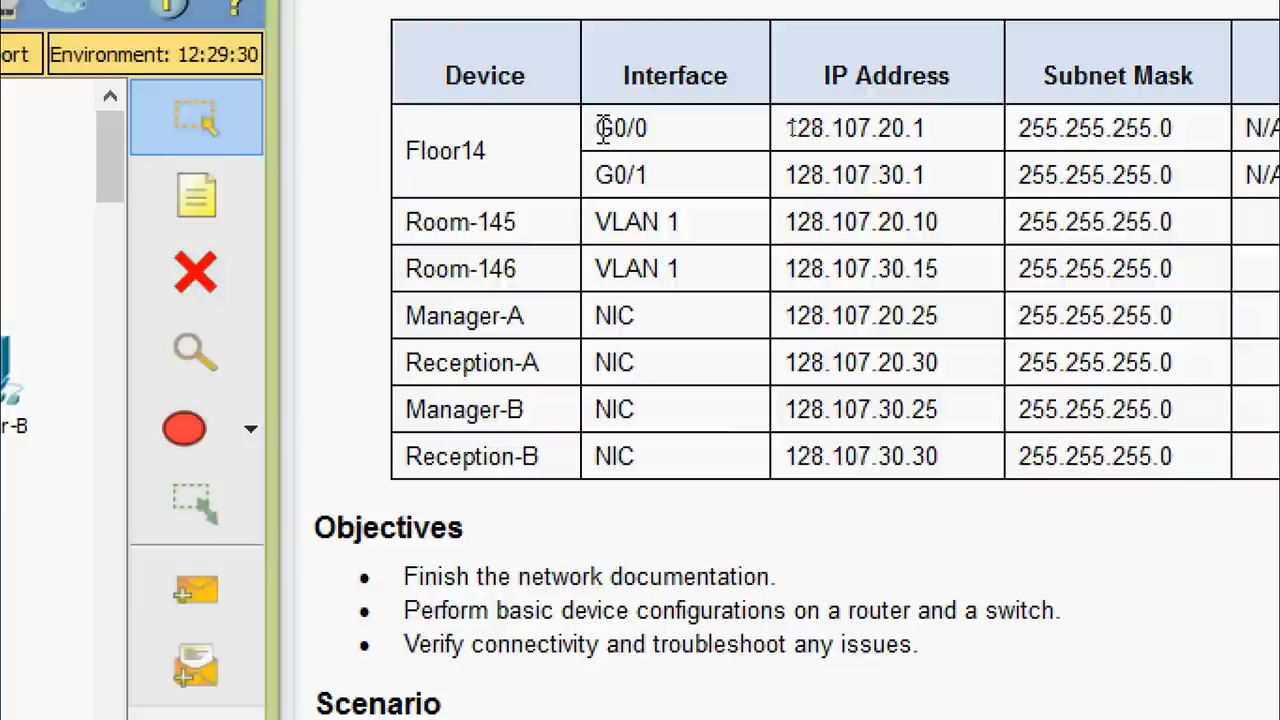 ?
ort
Environment: 12:29:30
Device Interface IP Address Subnet Mask
Floor14
G0/0 128.107.20.1 255.255.255.0 N/A
G0/1 128.107.30.1 255.255.255.0 N/A
Room-145 VLAN 1 128.107.20.10 255.255.255.0
Room-146 VLAN 1 128.107.30.15 255.255.255.0
Manager-A NIC 128.107.20.25 255.255.255.0
Reception-A NIC 128.107.20.30 255.255.255.0
Manager-B NIC 128.107.30.25 255.255.255.0
r-B
Reception-B NIC 128.107.30.30 255.255.255.0
Objectives
• Finish the network documentation.
• Perform basic device configurations on a router and a switch.
• Verify connectivity and troubleshoot any issues.
Scenario